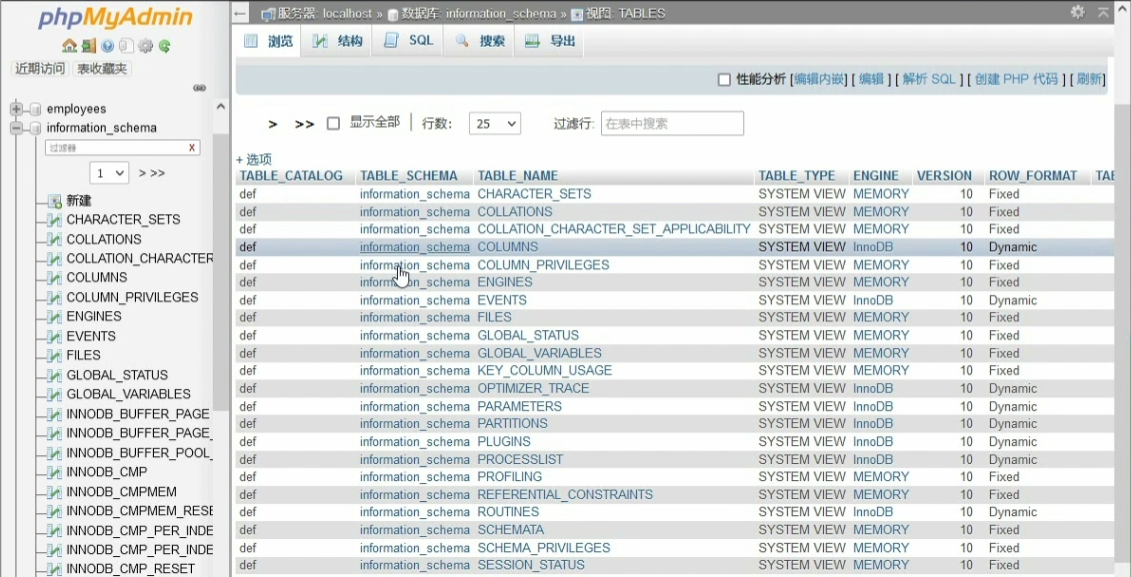 phpMyAdmin
近期访问 表收藏夹
employees
information_schema
过滤器 X
1 > >>
新建
CHARACTER_SETS
COLLATIONS
COLLATION_CHARACTER
COLUMNS
COLUMN_PRIVILEGES
ENGINES
EVENTS
FILES
GLOBAL_STATUS
GLOBAL_VARIABLES
INNODB_BUFFER_PAGE
INNODB_BUFFER_PAGE_
INNODB_BUFFER_POOL_
INNODB_CMP
INNODB_CMPMEM
INNODB_CMPMEM_RESE
INNODB_CMP_PER_INDE
INNODB_CMP_PER_INDE
INNODB_CMP_RESET
服务器: localhost » 数据库: information_schema » 视图: TABLES
浏览 结构 SQL 搜索 导出
性能分析 [编辑内嵌] [ 编辑 ] [ 解析 SQL ] [ 创建 PHP 代码 ] [ 刷新]
> >> 显示全部 行数: 25 过滤行: 在表中搜索
+ 选项
TABLE_CATALOG TABLE_SCHEMA TABLE_NAME TABLE_TYPE ENGINE VERSION ROW_FORMAT TAB
def information_schema CHARACTER_SETS SYSTEM VIEW MEMORY 10 Fixed
def information_schema COLLATIONS SYSTEM VIEW MEMORY 10 Fixed
def information_schema COLLATION_CHARACTER_SET_APPLICABILITY SYSTEM VIEW MEMORY 10 Fixed
def information_schema COLUMNS SYSTEM VIEW InnoDB 10 Dynamic
def information_schema COLUMN_PRIVILEGES SYSTEM VIEW MEMORY 10 Fixed
def information_schema ENGINES SYSTEM VIEW MEMORY 10 Fixed
def information_schema EVENTS SYSTEM VIEW InnoDB 10 Dynamic
def information_schema FILES SYSTEM VIEW MEMORY 10 Fixed
def information_schema GLOBAL_STATUS SYSTEM VIEW MEMORY 10 Fixed
def information_schema GLOBAL_VARIABLES SYSTEM VIEW MEMORY 10 Fixed
def information_schema KEY_COLUMN_USAGE SYSTEM VIEW MEMORY 10 Fixed
def information_schema OPTIMIZER_TRACE SYSTEM VIEW InnoDB 10 Dynamic
def information_schema PARAMETERS SYSTEM VIEW InnoDB 10 Dynamic
def information_schema PARTITIONS SYSTEM VIEW InnoDB 10 Dynamic
def information_schema PLUGINS SYSTEM VIEW InnoDB 10 Dynamic
def information_schema PROCESSLIST SYSTEM VIEW InnoDB 10 Dynamic
def information_schema PROFILING SYSTEM VIEW MEMORY 10 Fixed
def information_schema REFERENTIAL_CONSTRAINTS SYSTEM VIEW MEMORY 10 Fixed
def information_schema ROUTINES SYSTEM VIEW InnoDB 10 Dynamic
def information_schema SCHEMATA SYSTEM VIEW MEMORY 10 Fixed
def information_schema SCHEMA_PRIVILEGES SYSTEM VIEW MEMORY 10 Fixed
def information_schema SESSION_STATUS SYSTEM VIEW MEMORY 10 Fixed